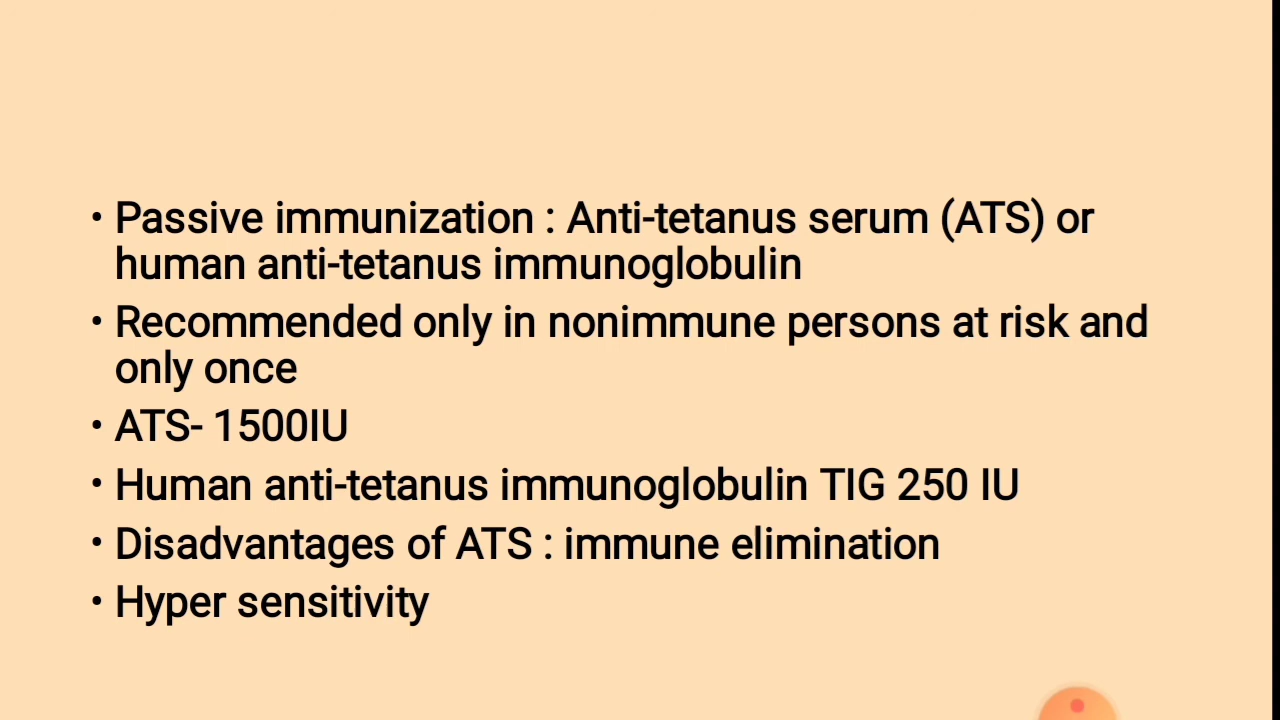 • Passive immunization : Anti-tetanus serum (ATS) or
human anti-tetanus immunoglobulin
• Recommended only in nonimmune persons at risk and
only once
• ATS- 1500IU
• Human anti-tetanus immunoglobulin TIG 250 IU
• Disadvantages of ATS : immune elimination
• Hyper sensitivity